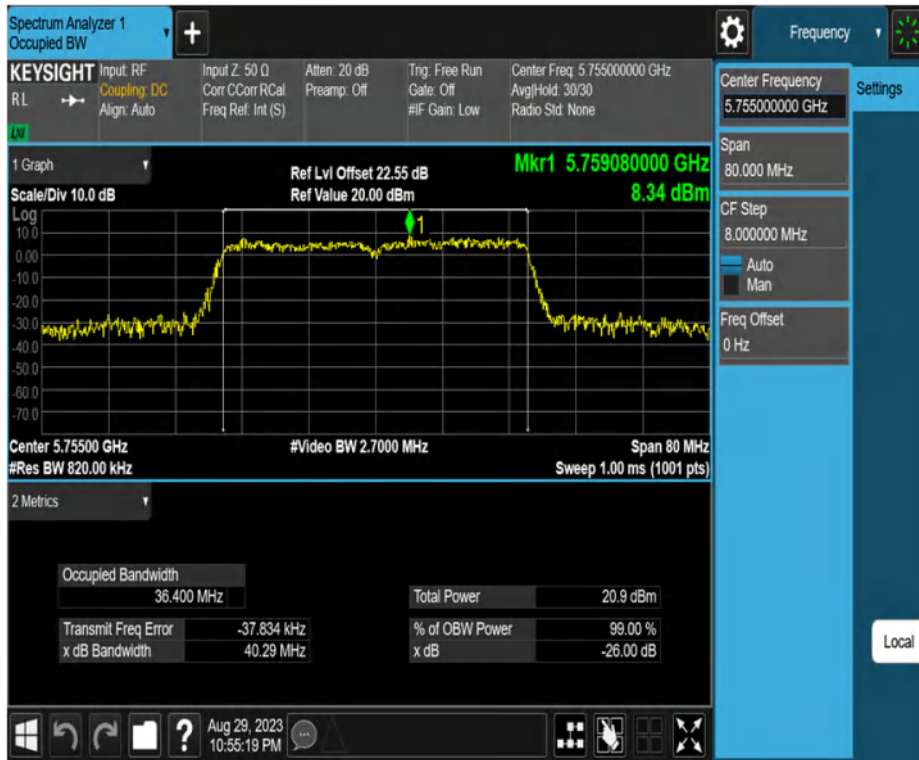 Spectrum Analyzer 1
Occupied BW
+
Frequency
KEYSIGHT
RL
LXI
Input: RF
Coupling: DC
Align: Auto
Input Z: 50 Ω
Corr CCorr RCal
Freq Ref: Int (S)
Atten: 20 dB
Preamp: Off
Trig: Free Run
Gate: Off
#IF Gain: Low
Center Freq: 5.755000000 GHz
Avg|Hold: 30/30
Radio Std: None
Center Frequency
5.755000000 GHz
Settings
Span
80.000 MHz
CF Step
8.000000 MHz
Auto
Man
Freq Offset
0 Hz
1 Graph
Scale/Div 10.0 dB
Ref Lvl Offset 22.55 dB
Ref Value 20.00 dBm
Mkr1 5.759080000 GHz
8.34 dBm
Log
10.0
0.00
-10.0
-20.0
-30.0
-40.0
-50.0
-60.0
-70.0
1
Center 5.75500 GHz
#Video BW 2.7000 MHz
Span 80 MHz
#Res BW 820.00 kHz
Sweep 1.00 ms (1001 pts)
2 Metrics
Occupied Bandwidth
36.400 MHz
Total Power 20.9 dBm
Transmit Freq Error -37.834 kHz
% of OBW Power 99.00 %
x dB Bandwidth 40.29 MHz
x dB -26.00 dB
Local
?
Aug 29, 2023
10:55:19 PM